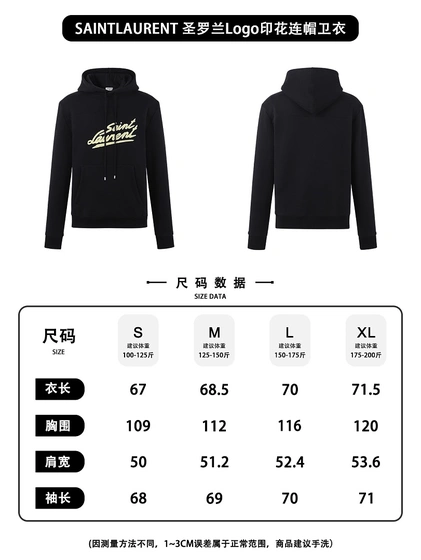 SAINTLAURENT 圣罗兰Logo印花连帽卫衣
Saint
Laurent
尺码数据
SIZE DATA
尺码 S M L XL
SIZE 建议体重 建议体重 建议体重 建议体重
100-125斤 125-150斤 150-175斤 175-200斤
衣长 67 68.5 70 71.5
胸围 109 112 116 120
肩宽 50 51.2 52.4 53.6
袖长 68 69 70 71
(因测量方法不同，1~3CM误差属于正常范围，商品建议手洗)